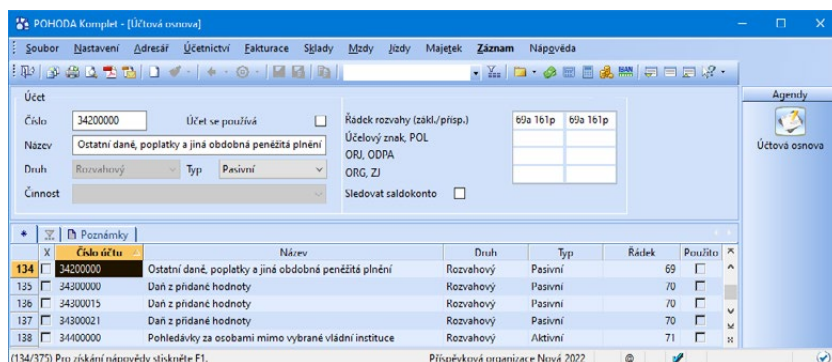 POHODA Komplet - [Účtová osnova]
Soubor Nastavení Adresář Účetnictví Fakturace Sklady Mzdy Jízdy Majetek Záznam Nápověda
Účet
Číslo 34200000 Účet se používá
Název Ostatní daně, poplatky a jiná obdobná peněžitá plnění
Druh Rozvahový Typ Pasivní
Činnost
Řádek rozvahy (zákl./přísp.) 69a 161p 69a 161p
Účelový znak, POL
ORJ, ODPA
ORG, ZJ
Sledovat saldokonto
Agendy
Účtová osnova
* Poznámky
X Číslo účtu Název Druh Typ Řádek Použito
134 34200000 Ostatní daně, poplatky a jiná obdobná peněžitá plnění Rozvahový Pasivní 69
135 34300000 Daň z přidané hodnoty Rozvahový Pasivní 70
136 34300015 Daň z přidané hodnoty Rozvahový Pasivní 70
137 34300021 Daň z přidané hodnoty Rozvahový Pasivní 70
138 34400000 Pohledávky za osobami mimo vybrané vládní instituce Rozvahový Aktivní 71
(134/375) Pro získání nápovědy stiskněte F1. Příspěvková organizace Nová 2022 @